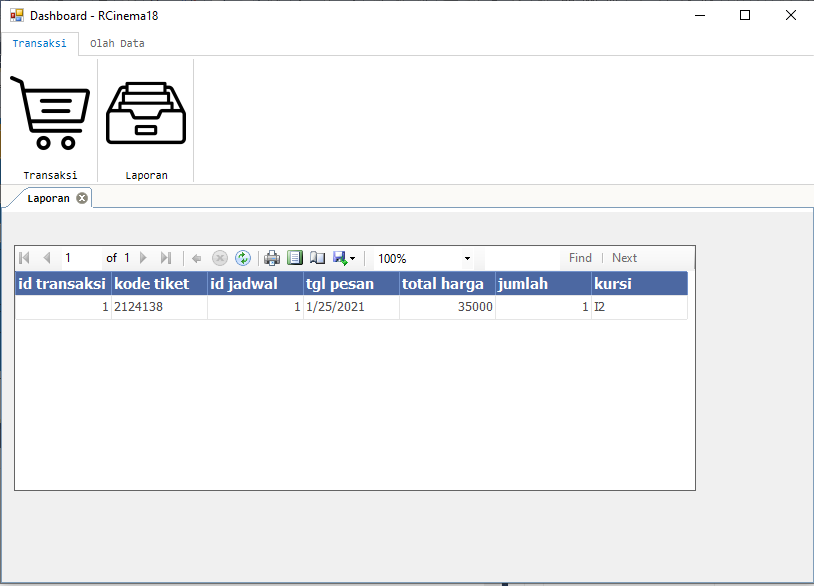 Dashboard - RCinema18
Transaksi Olah Data
Transaksi Laporan
Laporan
1 of 1 100% Find | Next
id transaksi kode tiket id jadwal tgl pesan total harga jumlah kursi
1 2124138 1 1/25/2021 35000 1 I2